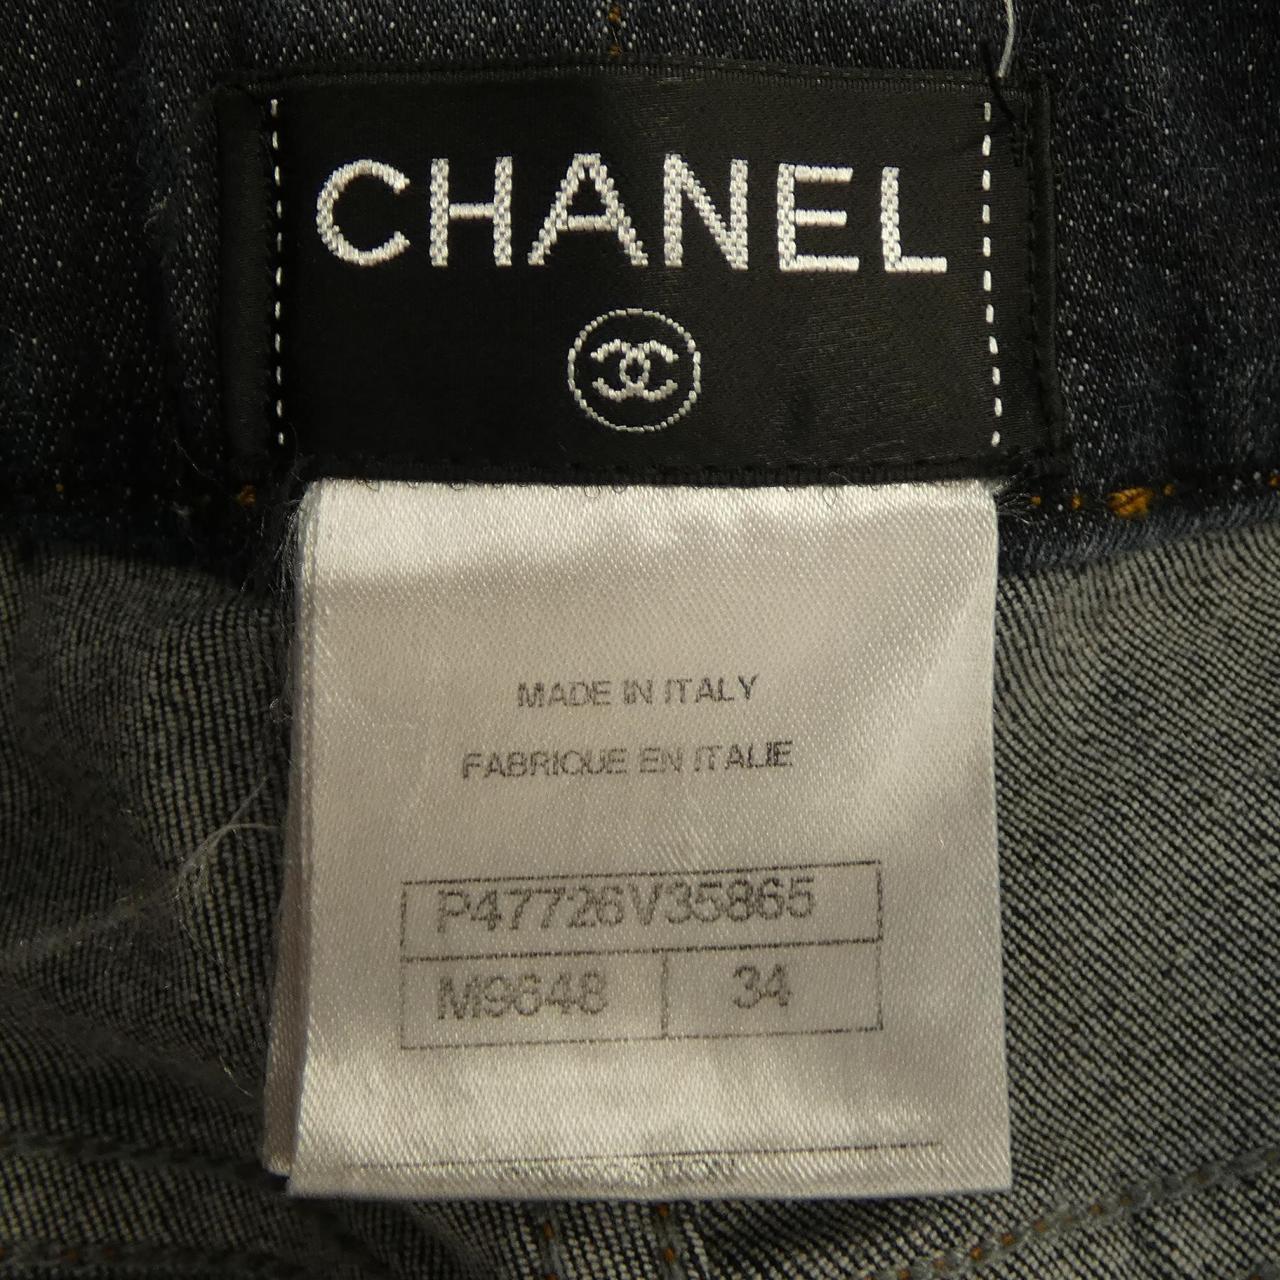 CHANEL
MADE IN ITALY
FABRIQUE EN ITALIE
P47726V35865
M9648 34